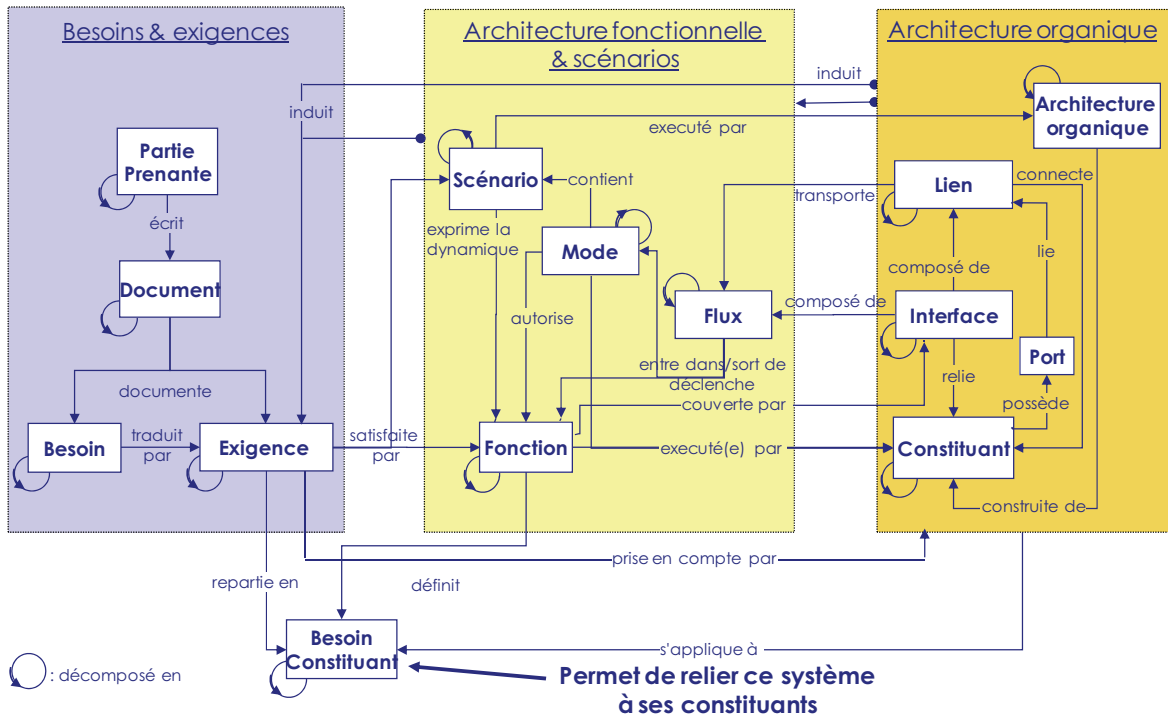 Besoins & exigences
Architecture fonctionnelle
& scénarios
Architecture organique
induit
induit
Architecture
organique
executé par
Partie
Prenante
Scénario
contient
transporte
Lien
connecte
écrit
exprime la
dynamique
Mode
lie
composé de
Document
autorise
Flux
composé de
Interface
Port
entre dans/sort de
déclenche
relie
documente
couverte par
possède
Besoin
traduit
par
Exigence
satisfaite
par
Fonction
executé(e) par
Constituant
construite de
prise en compte par
repartie en
définit
Besoin
Constituant
s'applique à
: décomposé en
Permet de relier ce système
à ses constituants